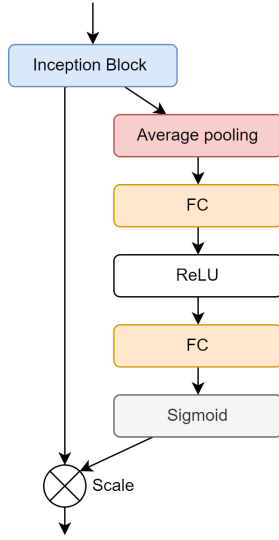 Inception Block
Average pooling
FC
ReLU
FC
Sigmoid
Scale